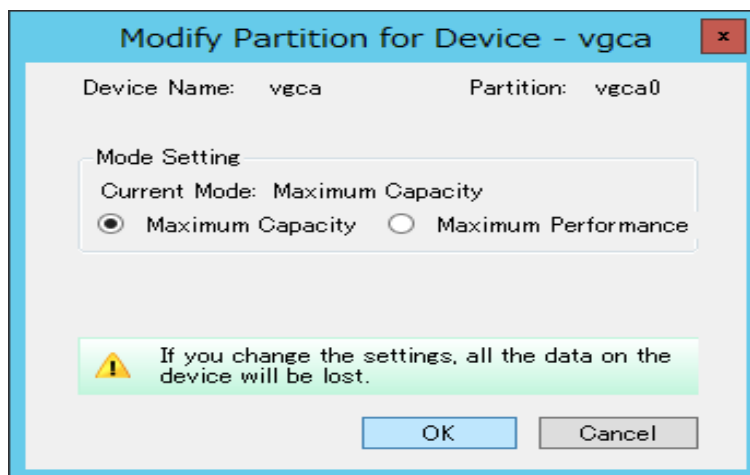 Modify Partition for Device - vgca
x
Device Name: vgca Partition: vgca0
Mode Setting
Current Mode: Maximum Capacity
Maximum Capacity Maximum Performance
If you change the settings, all the data on the
device will be lost.
OK Cancel